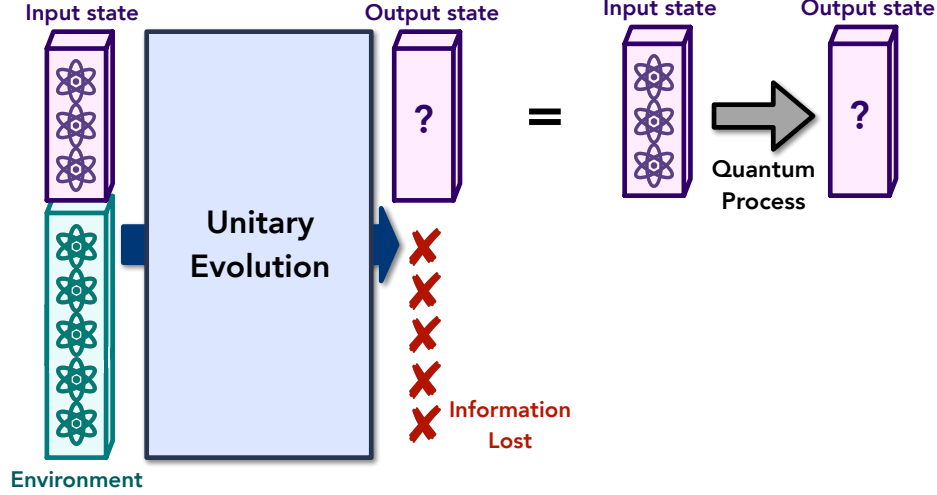 Input state
Output state
Input state
Output state
?
=
?
Quantum
Process
Unitary
Evolution
Information
Lost
Environment